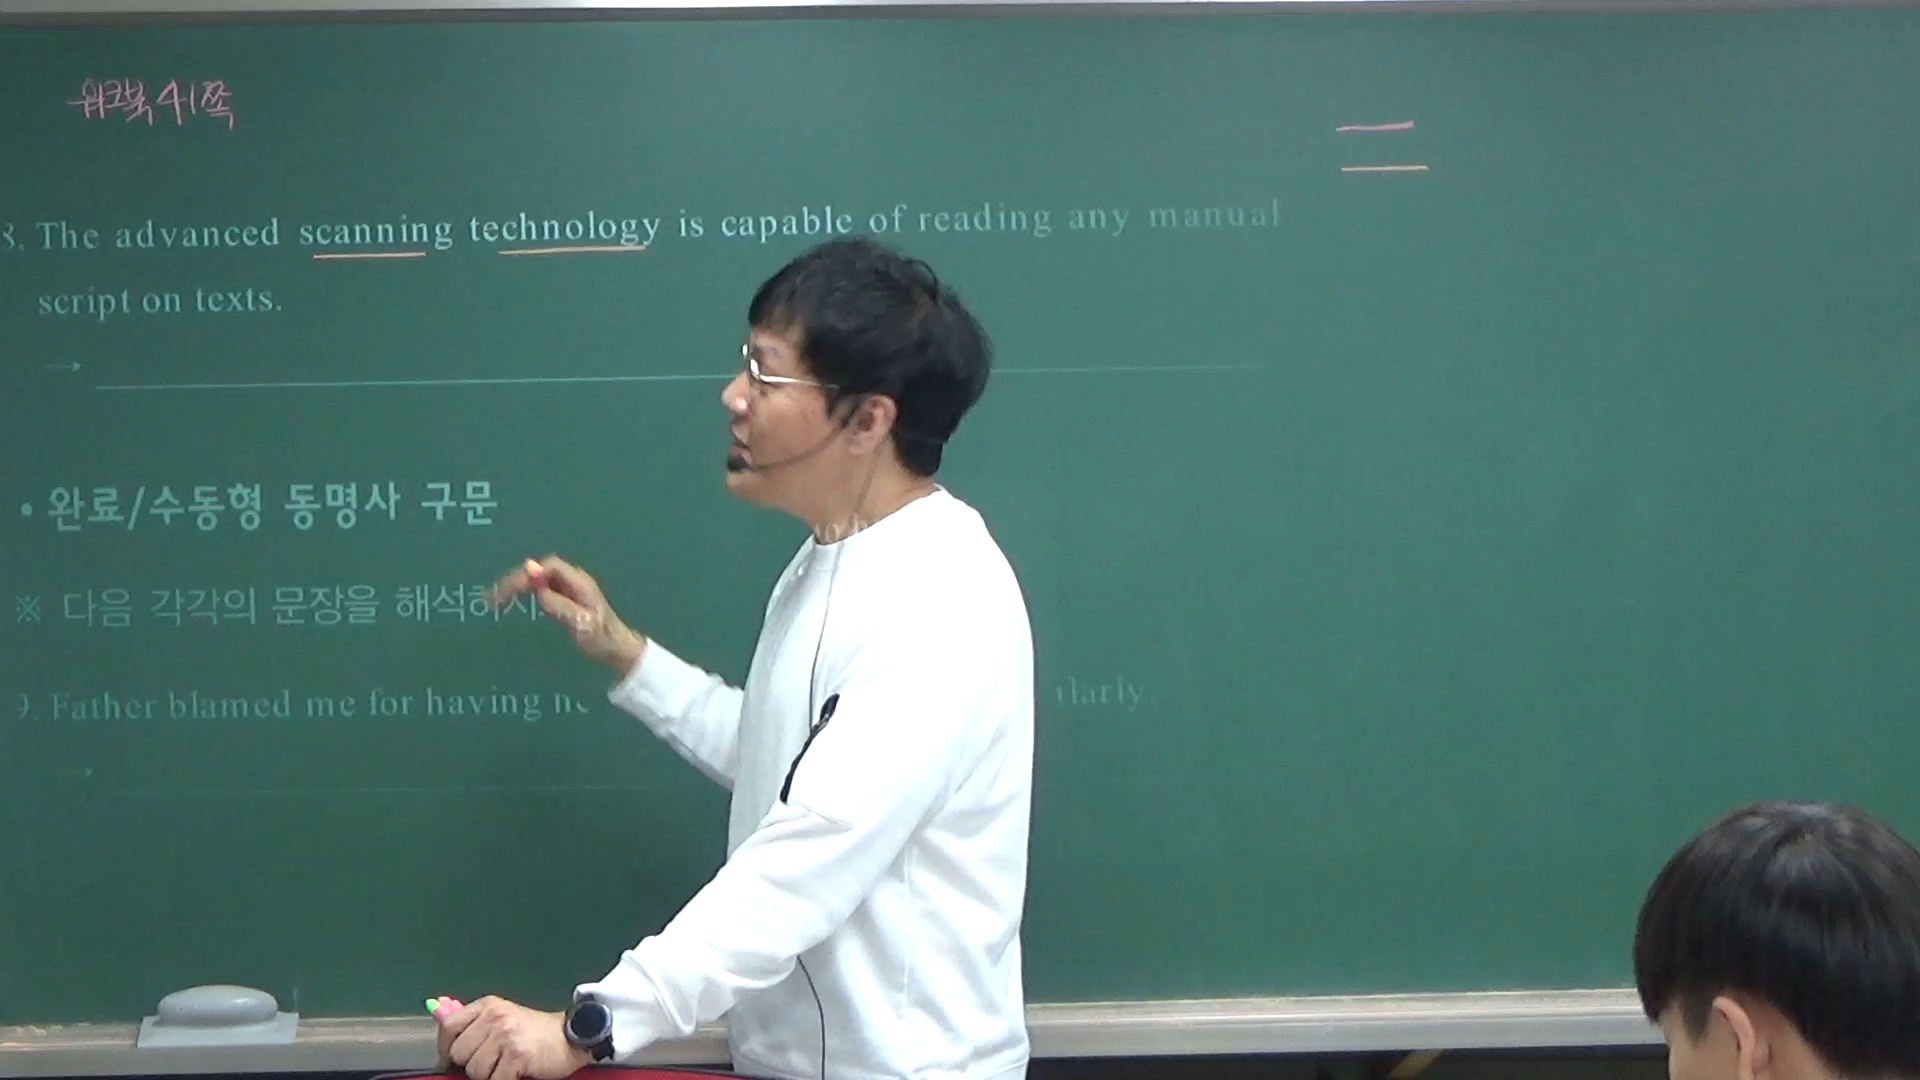 워크북 41쪽
8. The advanced scanning technology is capable of reading any manual
script on texts.
→
• 완료/수동형 동명사 구문
※ 다음 각각의 문장을 해석하시
9. Father blamed me for having
→